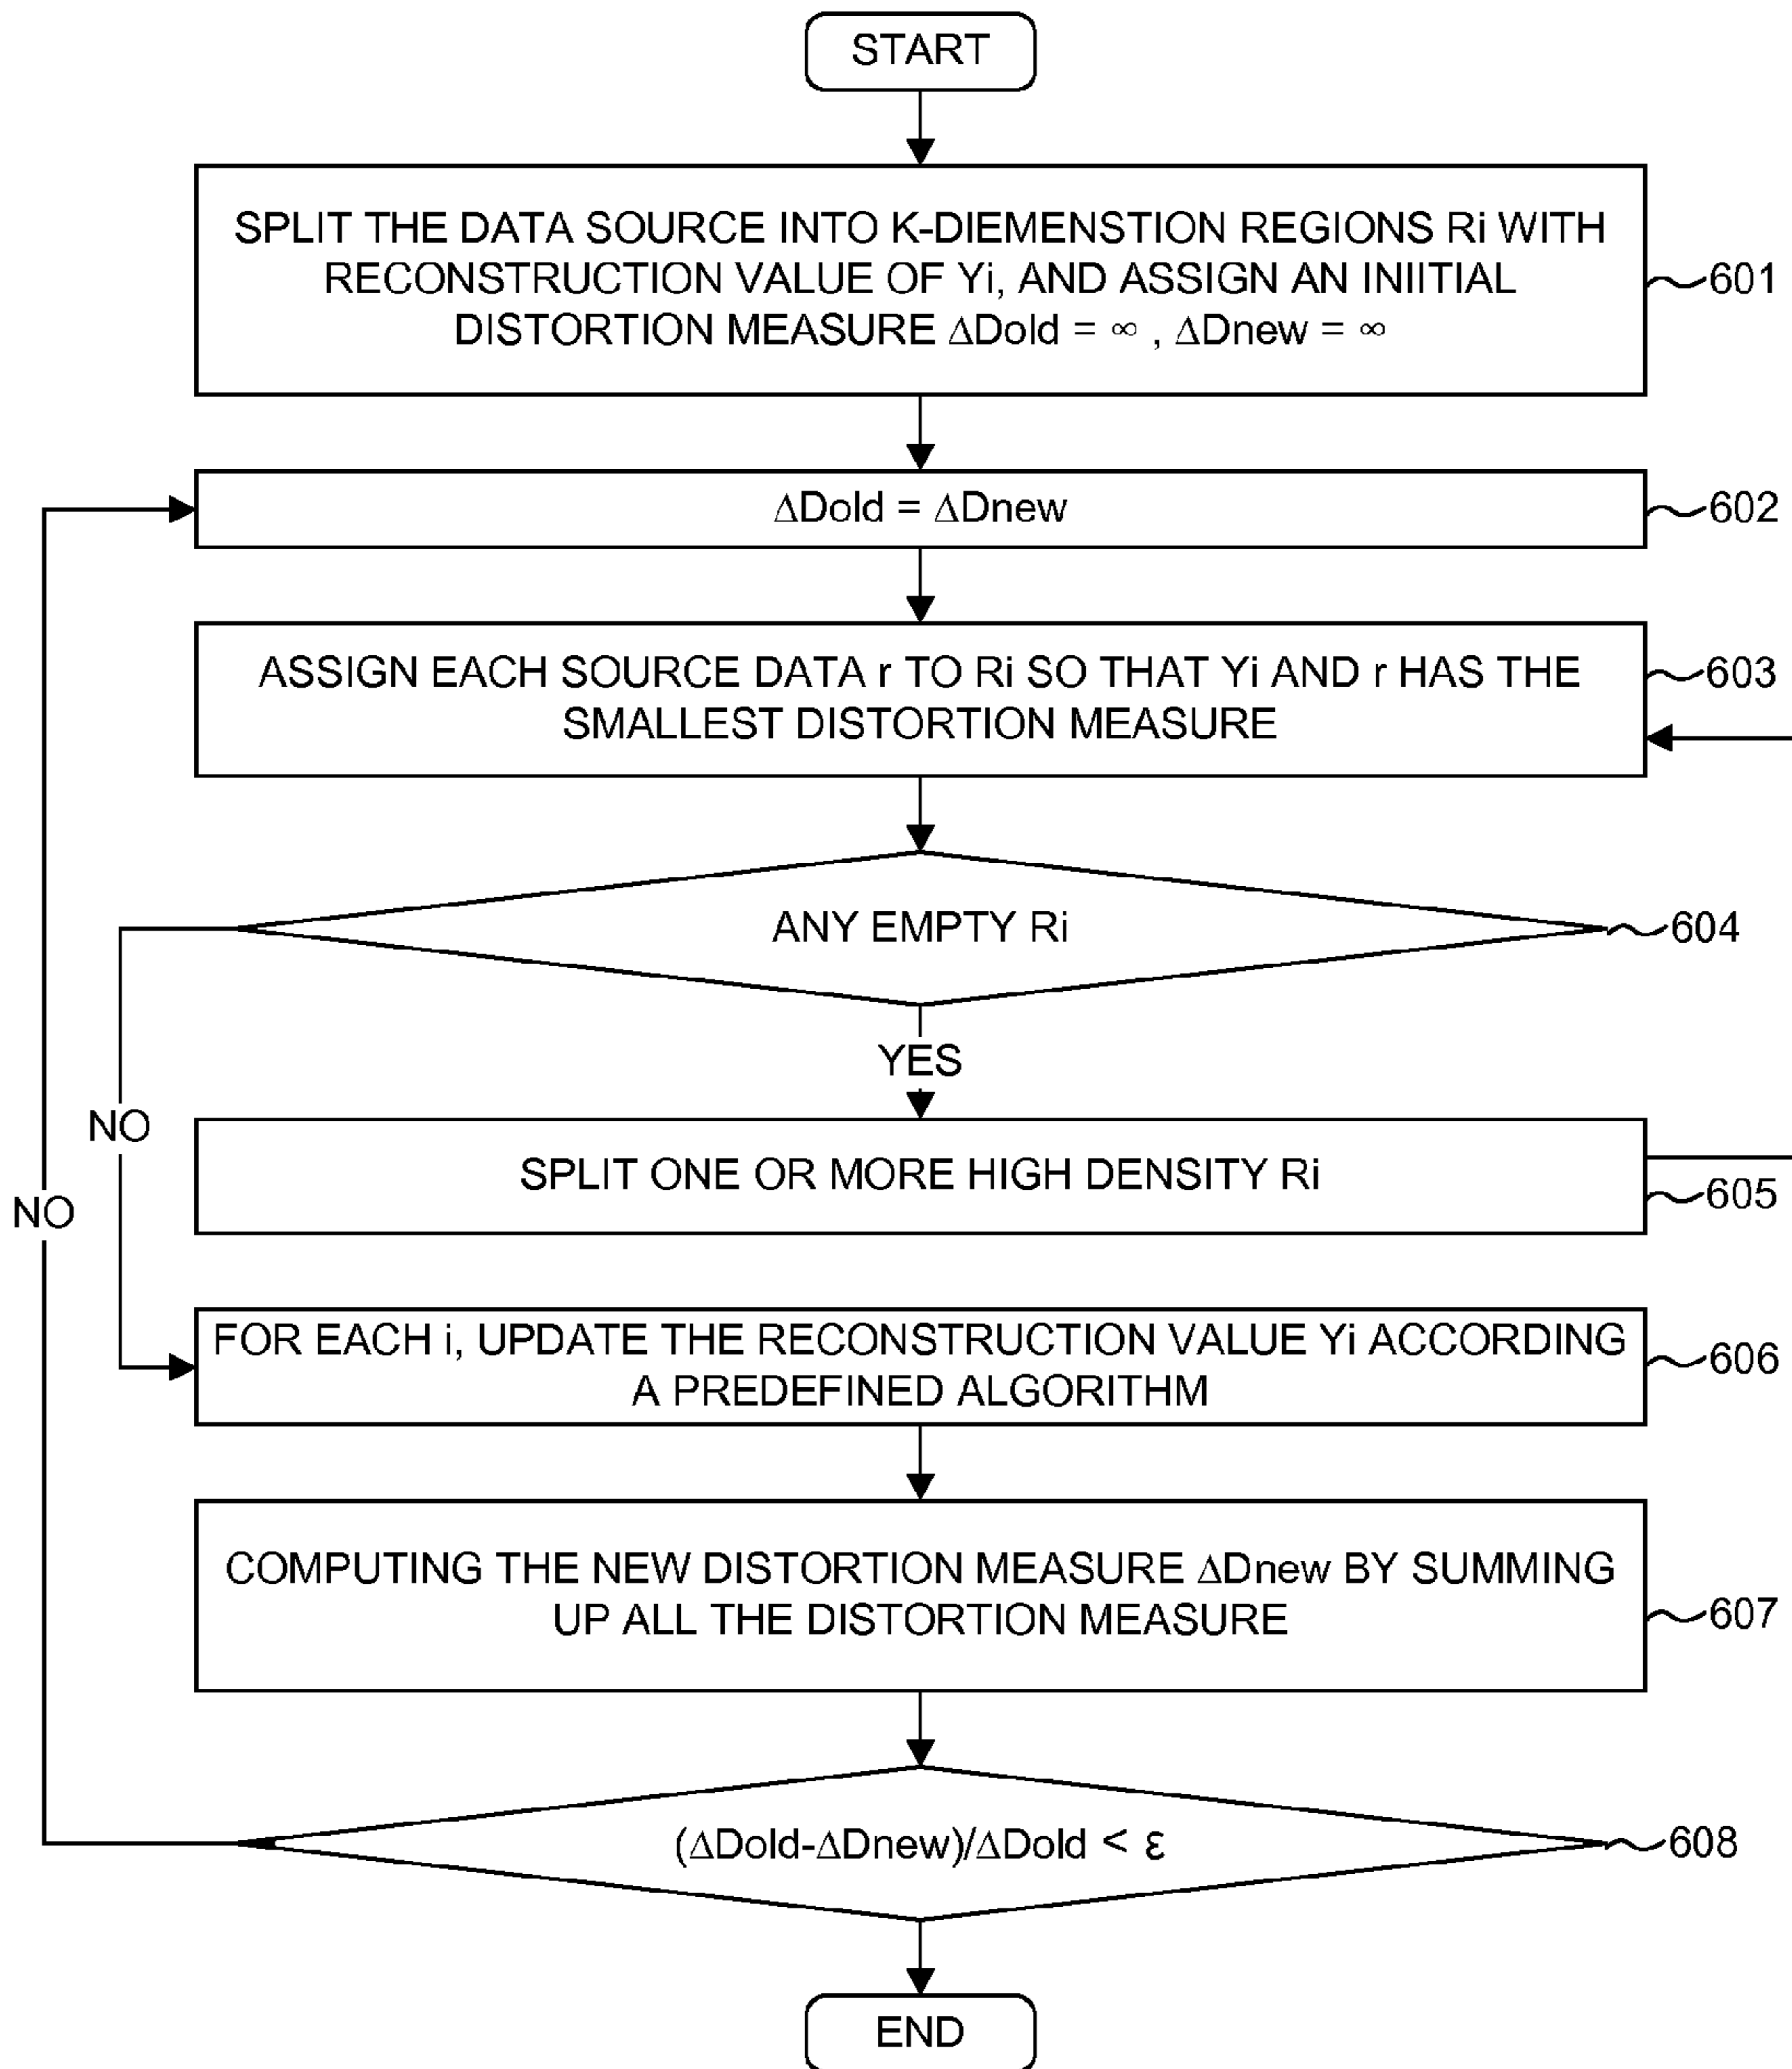 START
SPLIT THE DATA SOURCE INTO K-DIEMENSTION REGIONS Ri WITH
RECONSTRUCTION VALUE OF Yi, AND ASSIGN AN INIITIAL
DISTORTION MEASURE ΔDold = ∞ , ΔDnew = ∞
601
ΔDold = ΔDnew
602
ASSIGN EACH SOURCE DATA r TO Ri SO THAT Yi AND r HAS THE
SMALLEST DISTORTION MEASURE
603
ANY EMPTY Ri
604
YES
NO
SPLIT ONE OR MORE HIGH DENSITY Ri
605
NO
FOR EACH i, UPDATE THE RECONSTRUCTION VALUE Yi ACCORDING
A PREDEFINED ALGORITHM
606
COMPUTING THE NEW DISTORTION MEASURE ΔDnew BY SUMMING
UP ALL THE DISTORTION MEASURE
607
(ΔDold-ΔDnew)/ΔDold < ε
608
END